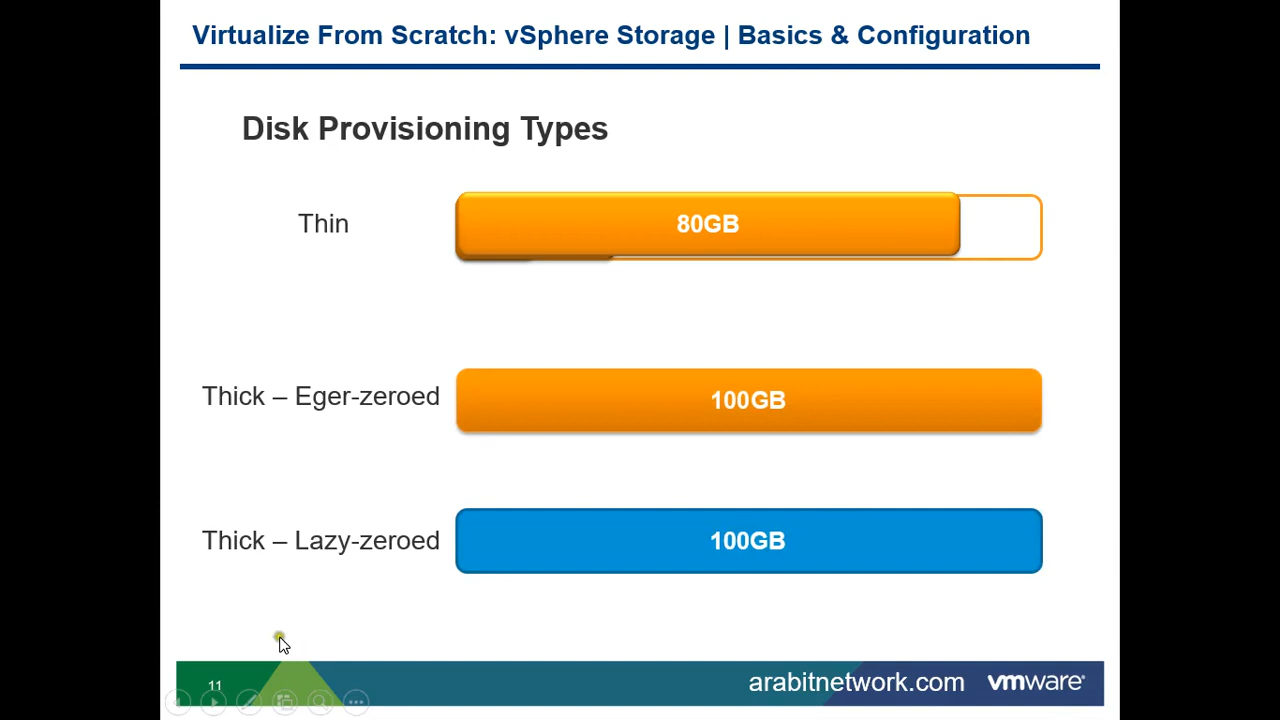 Virtualize From Scratch: vSphere Storage | Basics & Configuration
Disk Provisioning Types
Thin
80GB
Thick – Eger-zeroed
100GB
Thick – Lazy-zeroed
100GB
11
arabitnetwork.com
vmware®